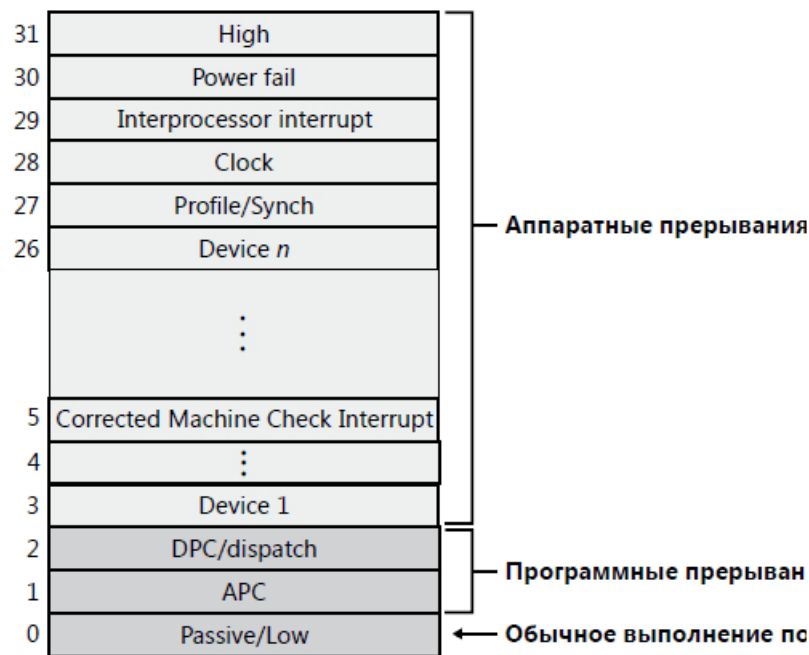 31 High
30 Power fail
29 Interprocessor interrupt
28 Clock
27 Profile/Synch
Аппаратные прерывания
26 Device n
⋮
5 Corrected Machine Check Interrupt
4 ⋮
3 Device 1
2 DPC/dispatch
Программные прерыван
1 APC
0 Passive/Low
Обычное выполнение по